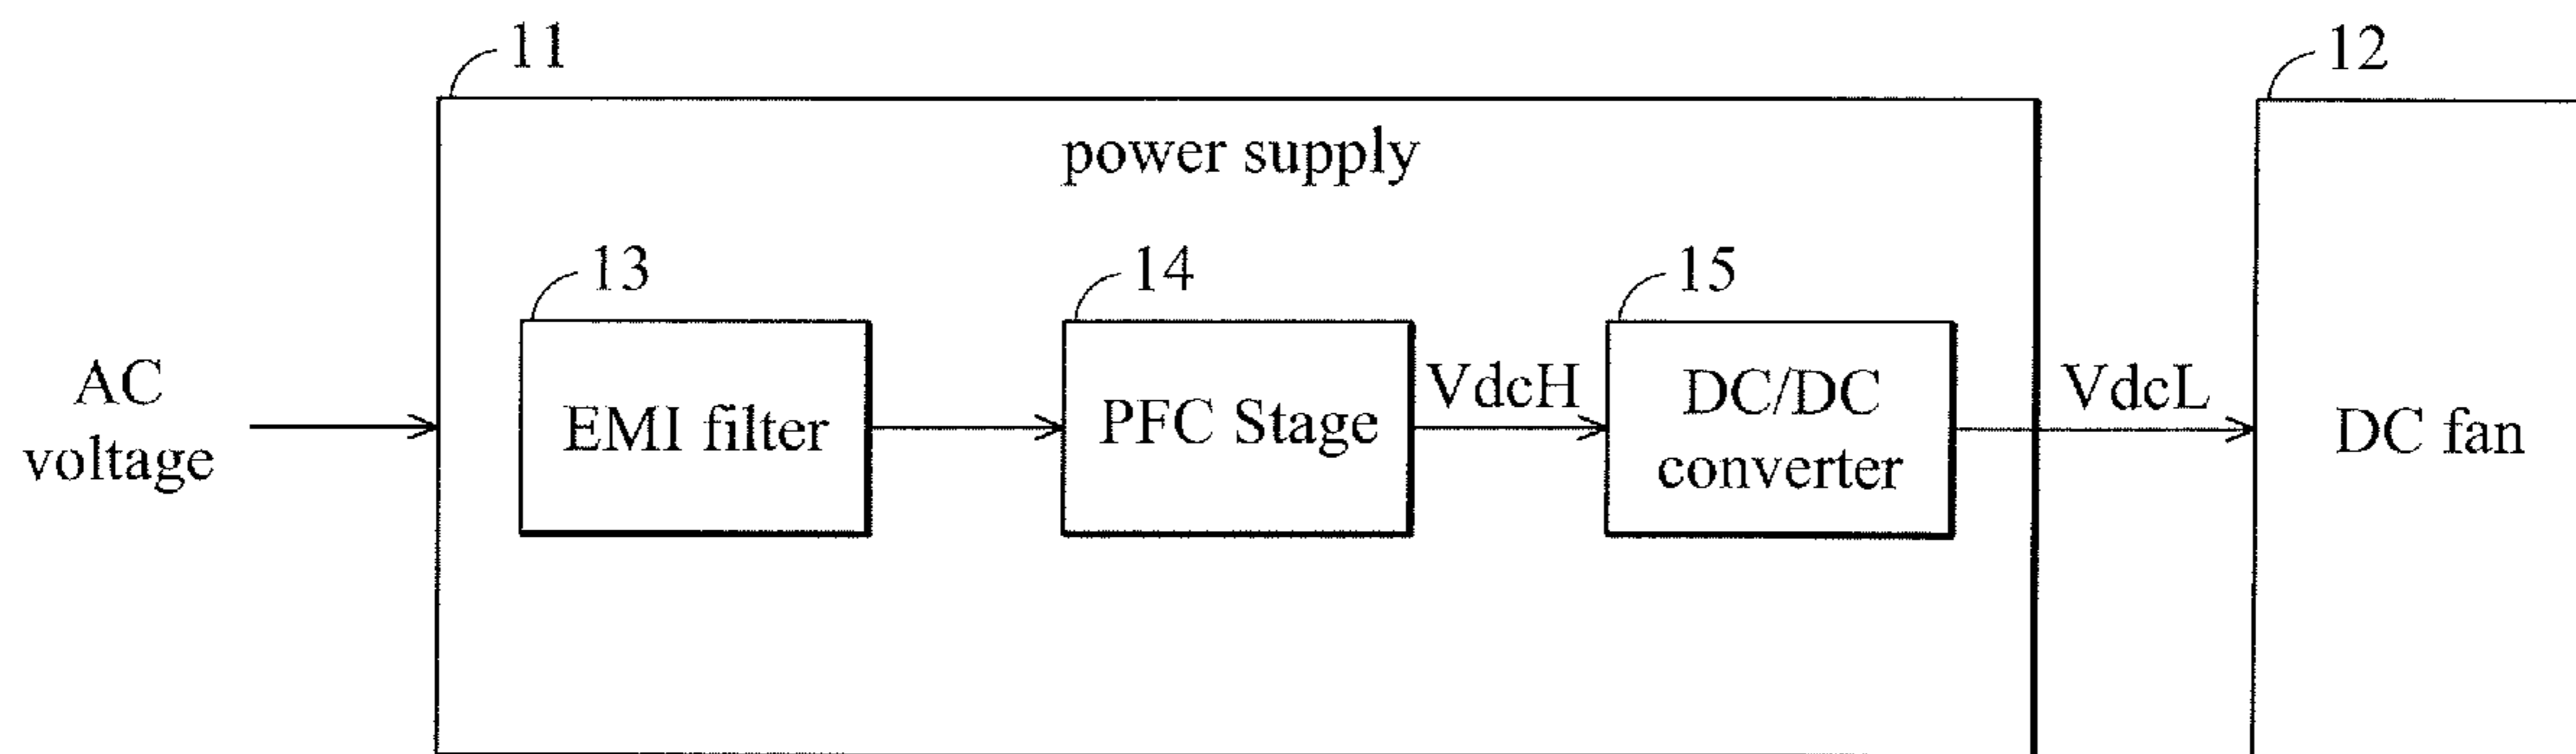 11
12
power supply
13
14
15
AC
voltage
EMI filter
PFC Stage
VdcH
DC/DC
converter
VdcL
DC fan